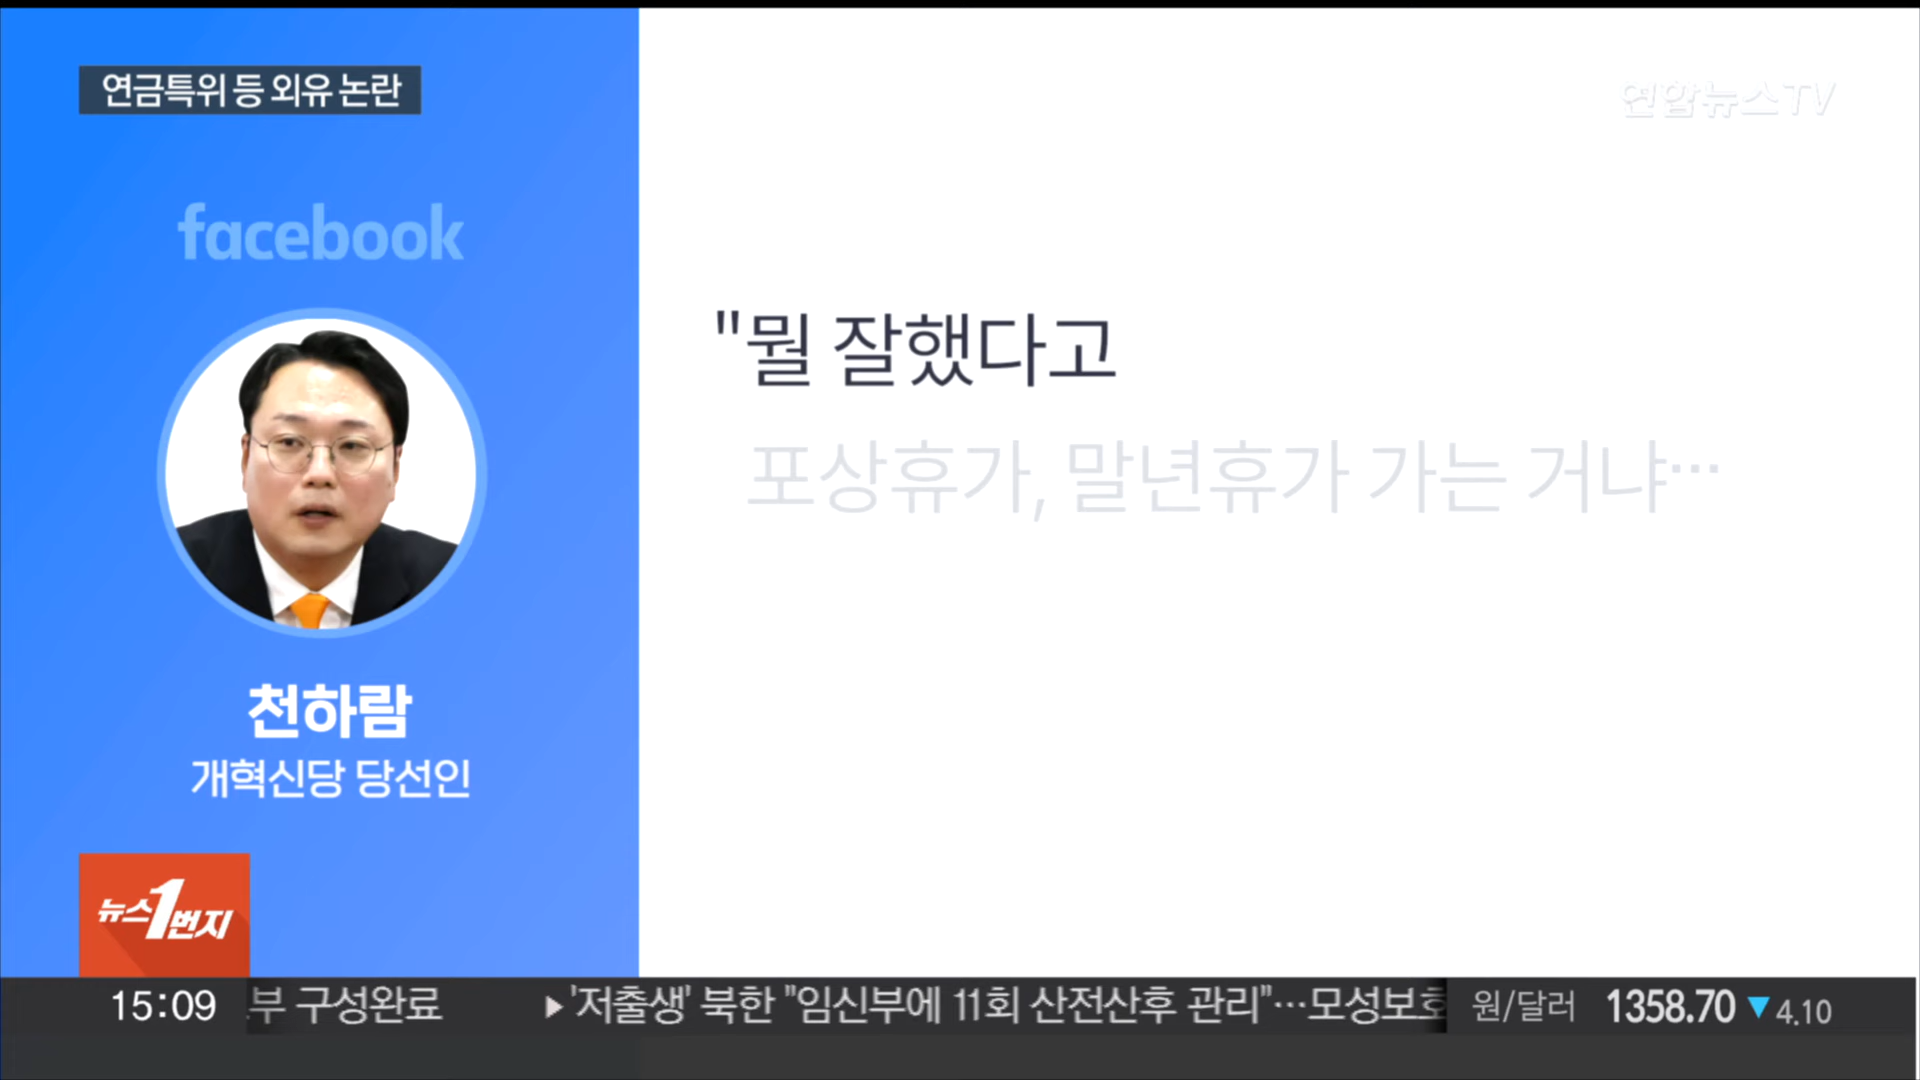 연금특위 등 외유 논란
연합뉴스TV
facebook
"뭘 잘했다고
포상휴가, 말년휴가 가는 거냐…
천하람
개혁신당 당선인
뉴스1번지
15:09
부 구성완료 ▶'저출생' 북한 "임신부에 11회 산전산후 관리"…모성보호
원/달러 1358.70 ▼ 4.10